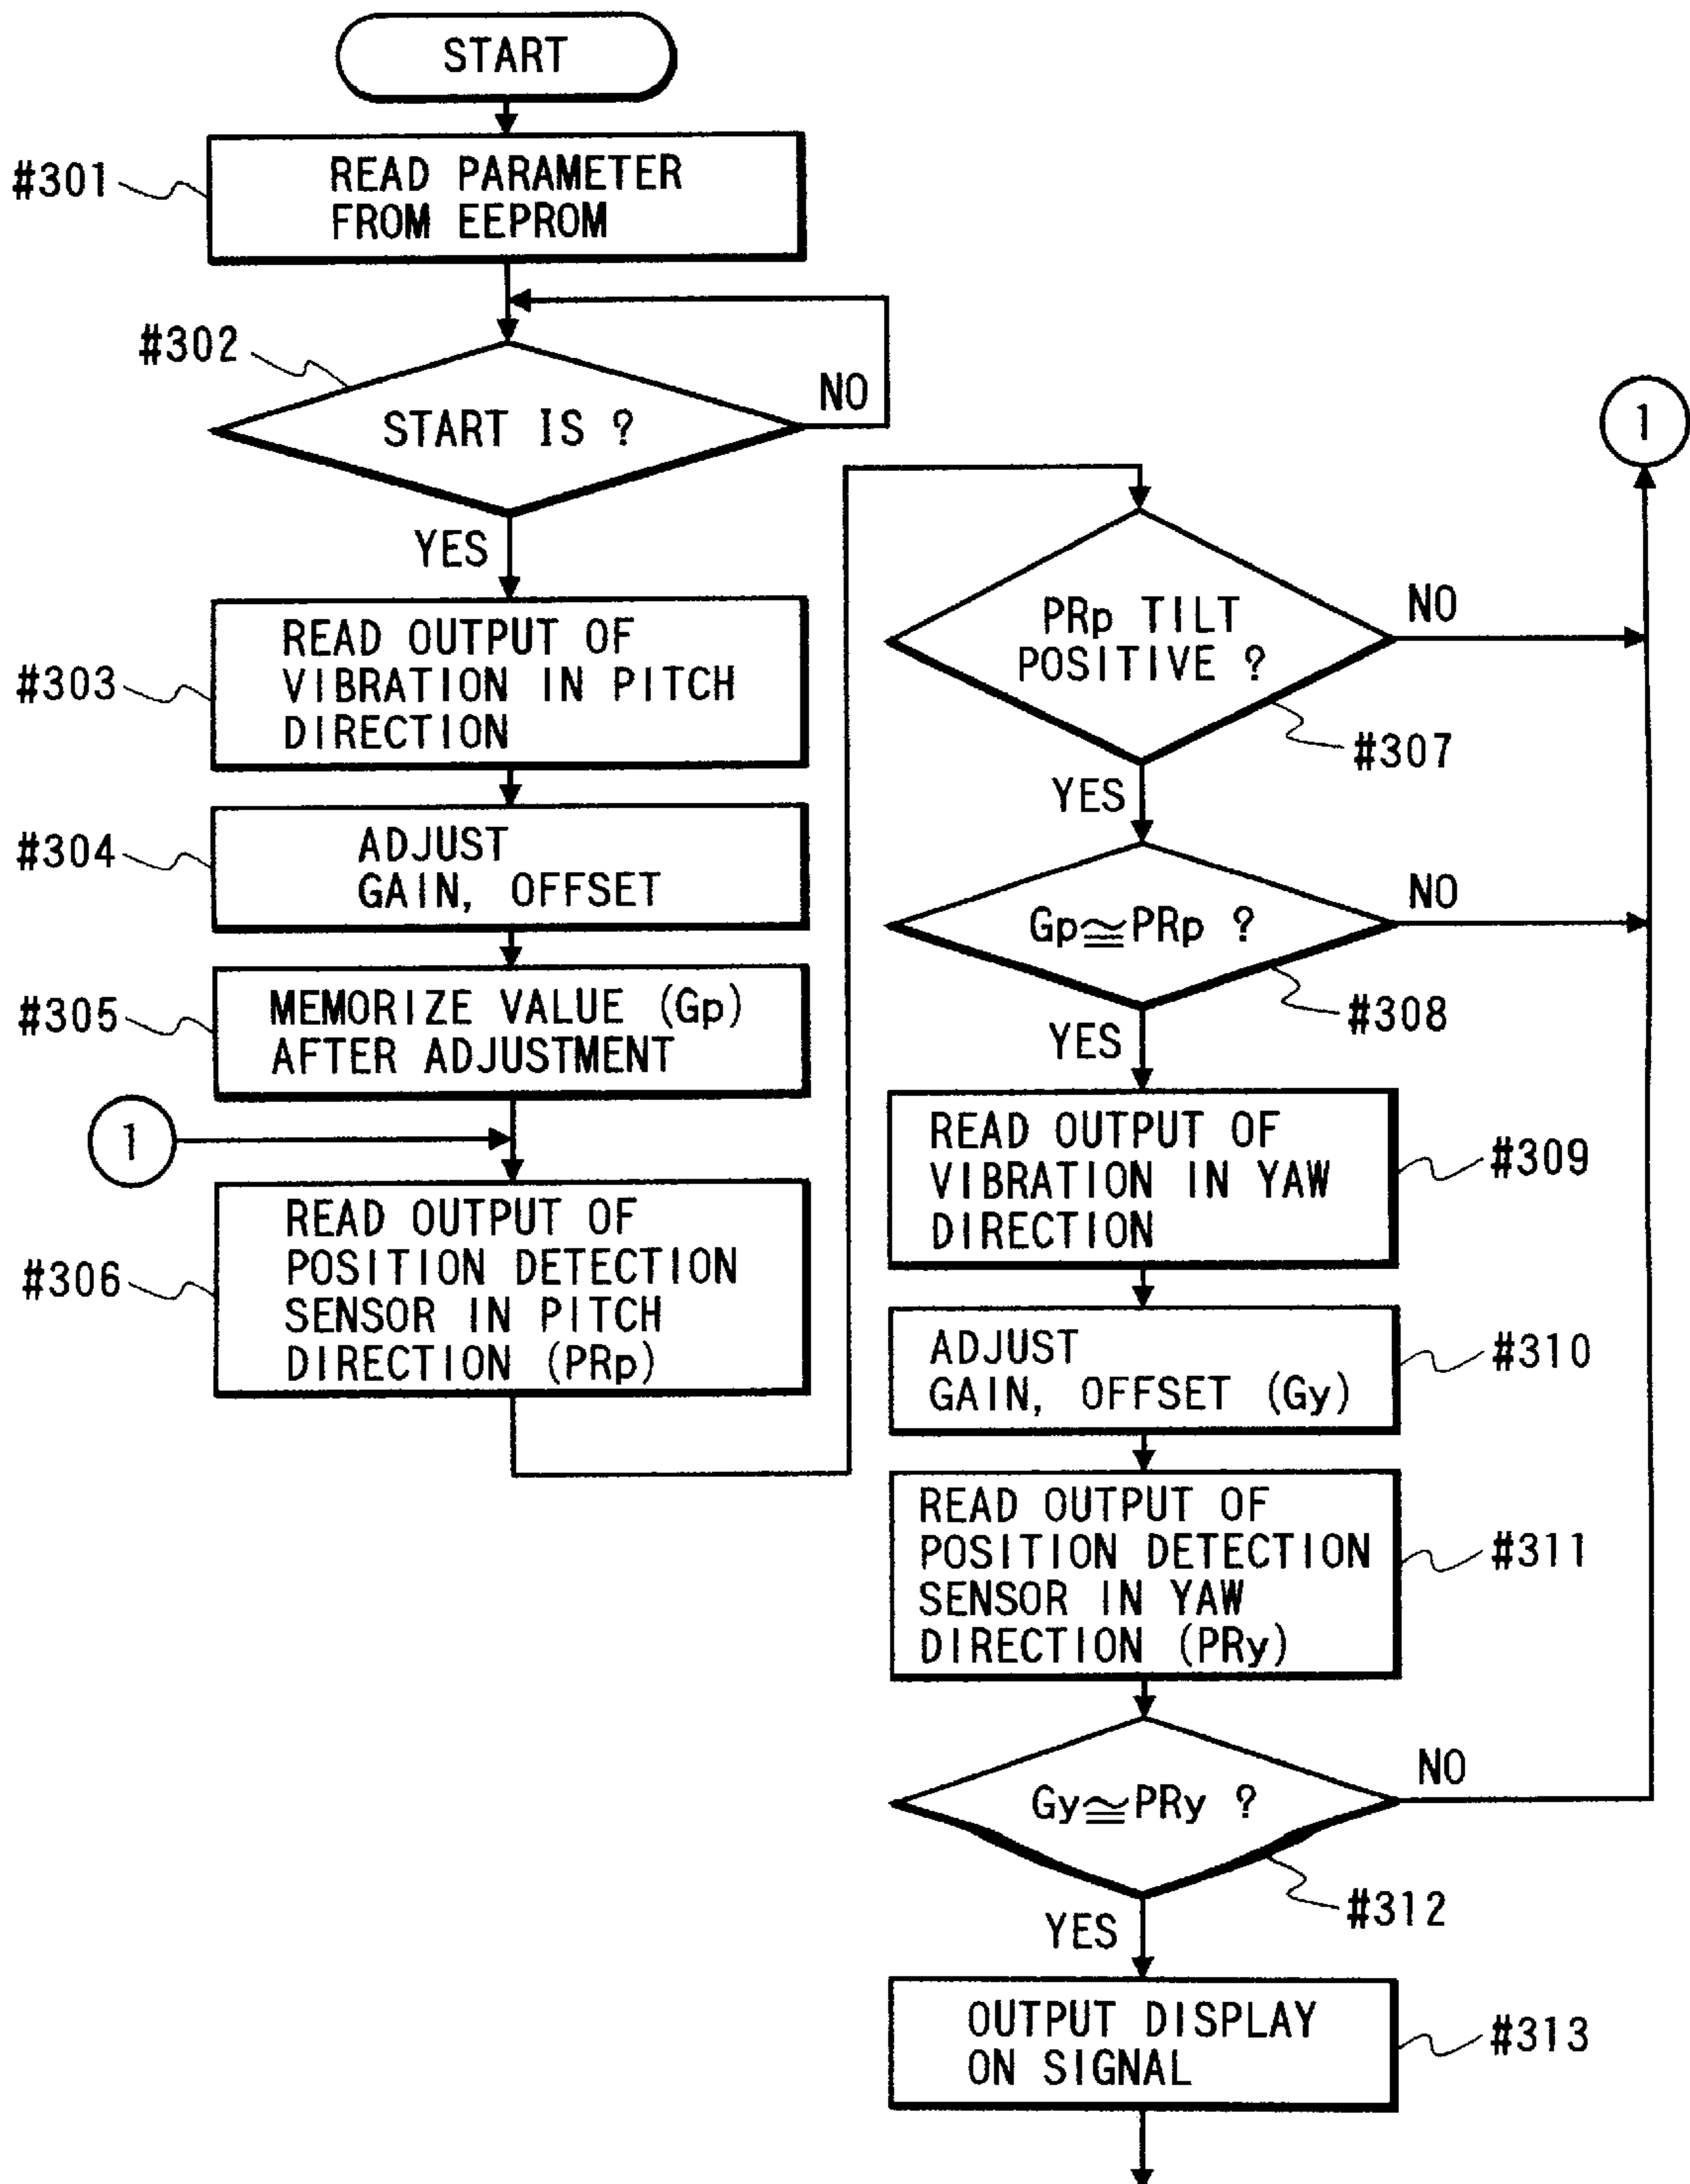 START
#301
READ PARAMETER
FROM EEPROM
#302
START IS ?
NO
YES
#303
READ OUTPUT OF
VIBRATION IN PITCH
DIRECTION
#304
ADJUST
GAIN, OFFSET
#305
MEMORIZE VALUE (Gp)
AFTER ADJUSTMENT
1
#306
READ OUTPUT OF
POSITION DETECTION
SENSOR IN PITCH
DIRECTION (PRp)
1
PRp TILT
POSITIVE ?
NO
#307
YES
Gp≅PRp ?
NO
#308
YES
READ OUTPUT OF
VIBRATION IN YAW
DIRECTION
#309
ADJUST
GAIN, OFFSET (Gy)
#310
READ OUTPUT OF
POSITION DETECTION
SENSOR IN YAW
DIRECTION (PRy)
#311
Gy≅PRy ?
NO
#312
YES
OUTPUT DISPLAY
ON SIGNAL
#313